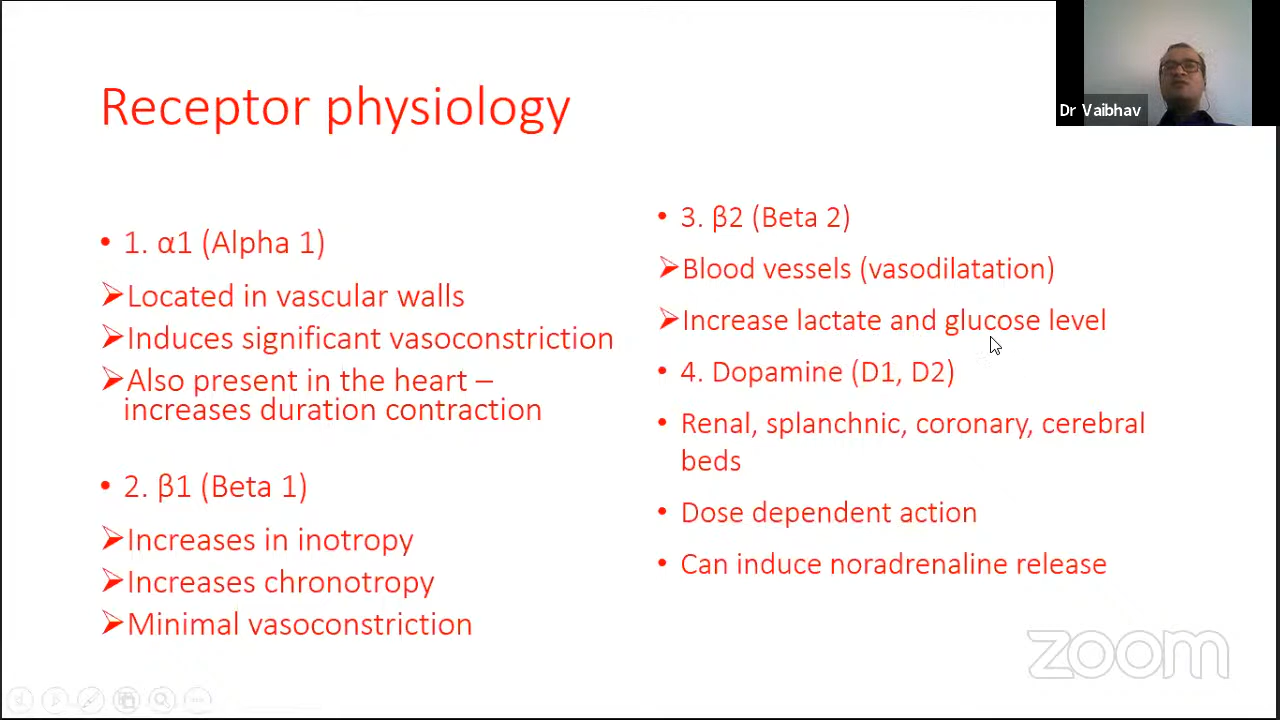 Receptor physiology
Dr Vaibhav
• 1. α1 (Alpha 1)
➢Located in vascular walls
➢Induces significant vasoconstriction
➢Also present in the heart –
increases duration contraction
• 2. β1 (Beta 1)
➢Increases in inotropy
➢Increases chronotropy
➢Minimal vasoconstriction
• 3. β2 (Beta 2)
➢Blood vessels (vasodilatation)
➢Increase lactate and glucose level
• 4. Dopamine (D1, D2)
• Renal, splanchnic, coronary, cerebral
beds
• Dose dependent action
• Can induce noradrenaline release
zoom